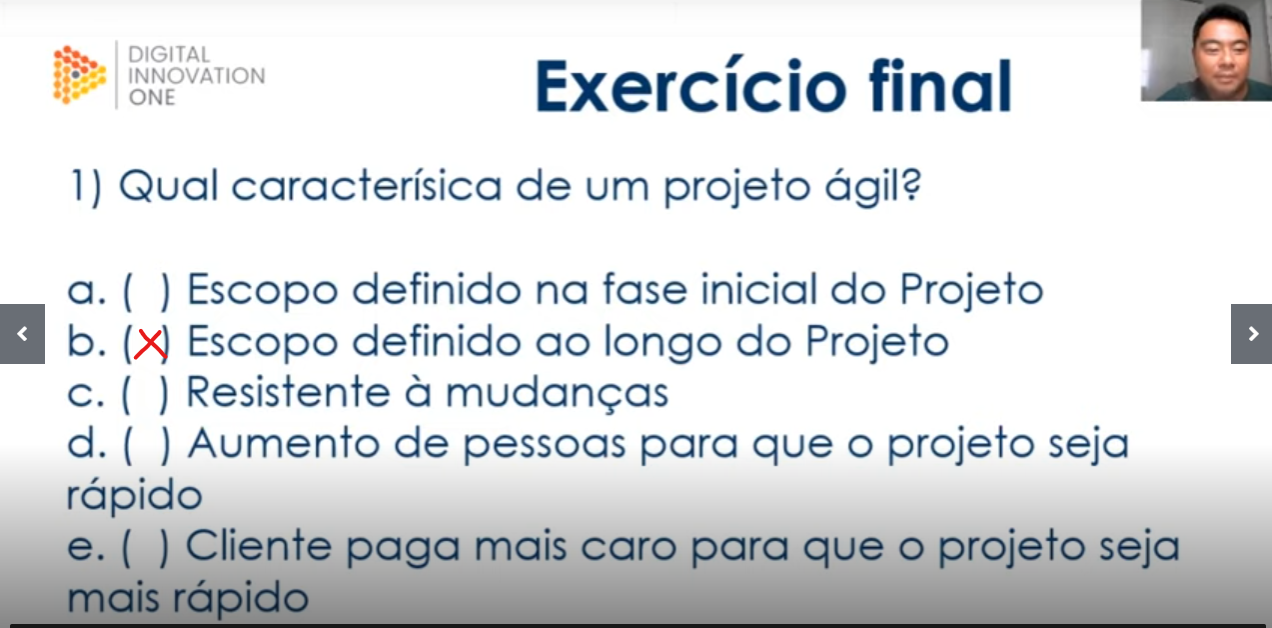 DIGITAL
INNOVATION
ONE
Exercício final
1) Qual caracterísica de um projeto ágil?
a. ( ) Escopo definido na fase inicial do Projeto
b. (X) Escopo definido ao longo do Projeto
c. ( ) Resistente à mudanças
d. ( ) Aumento de pessoas para que o projeto seja
rápido
e. ( ) Cliente paga mais caro para que o projeto seja
mais rápido